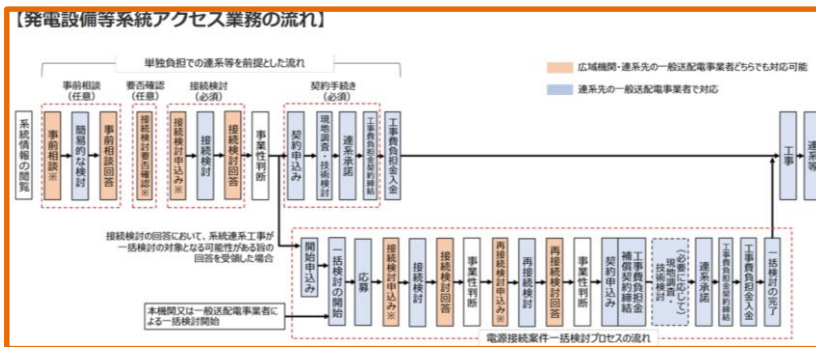 【発電設備等系統アクセス業務の流れ】
単独負担での連系等を前提とした流れ
広域機関・連系先の一般送配電事業者どちらでも対応可能
連系先の一般送配電事業者で対応
事前相談
(任意)
要否確認
(任意)
接続検討
(必須)
契約手続き
(必須)
系統情報の閲覧
事前相談※
簡易的な検討
事前相談回答
接続検討要否確認※
接続検討申込み※
接続検討
接続検討回答
事業性判断
契約申込み
現地調査・技術検討
連系承諾
工事費負担金契約締結
工事費負担金入金
工事
連系等
接続検討の回答において、系統連系工事が
一括検討の対象となる可能性がある旨の
回答を受領した場合
開始申込み
一括検討の開始
応募
接続検討申込み※
接続検討
接続検討回答
事業性判断
再接続検討申込み※
再接続検討
再接続検討回答
事業性判断
契約申込み
工事費負担金
補償契約締結
(必要に応じて)
現地調査・
技術検討
連系承諾
工事費負担金契約締結
工事費負担金入金
一括検討の完了
本機関又は一般送配電事業者に
よる一括検討開始
電源接続案件一括検討プロセスの流れ